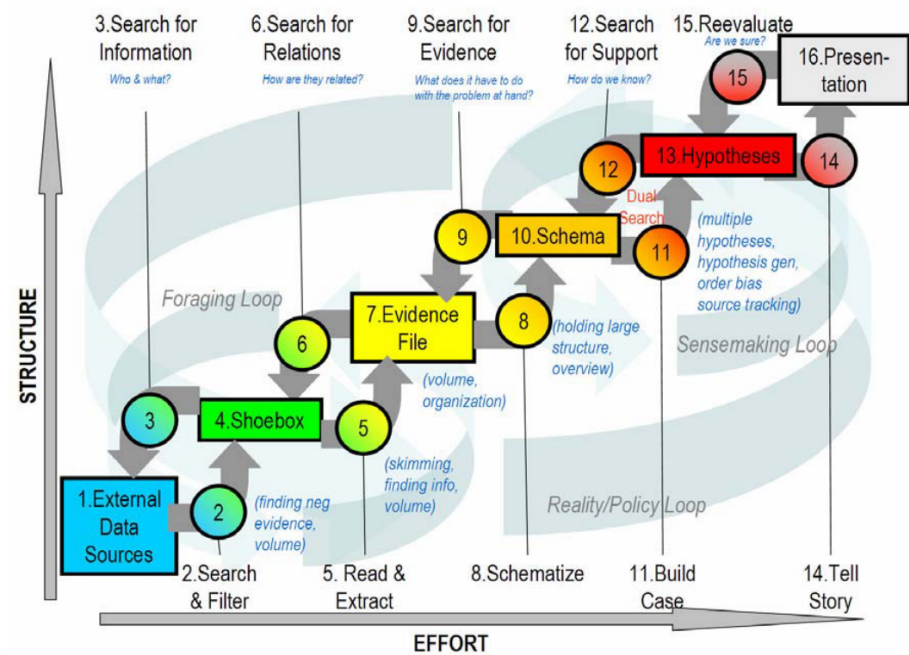 3.Search for
Information
Who & what?
6.Search for
Relations
How are they related?
9.Search for
Evidence
What does it have to do
with the problem at hand?
12.Search
for Support
How do we know?
15.Reevaluate
Are we sure?
16.Presen-
tation
15
13.Hypotheses
14
12
Dual
Search
11
(multiple
hypotheses,
hypothesis gen,
order bias
source tracking)
10.Schema
9
8
(holding large
structure,
overview)
Foraging Loop
Sensemaking Loop
7.Evidence
File
6
(volume,
organization)
4.Shoebox
5
(skimming,
finding info,
volume)
3
1.External
Data
Sources
2
(finding neg
evidence,
volume)
Reality/Policy Loop
2.Search
& Filter
5. Read &
Extract
8.Schematize
11.Build
Case
14.Tell
Story
STRUCTURE
EFFORT